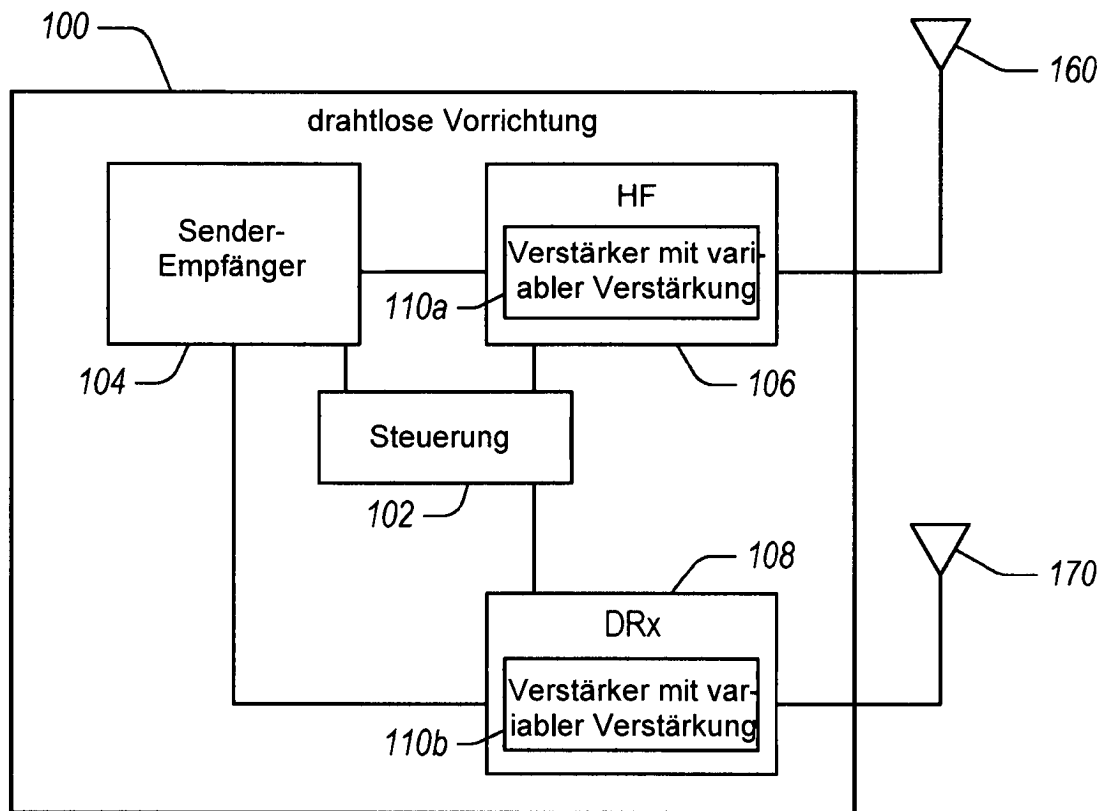 100
160
drahtlose Vorrichtung
HF
Sender-
Empfänger
Verstärker mit vari-
abler Verstärkung
110a
104
106
Steuerung
102
108
170
DRx
Verstärker mit var-
iabler Verstärkung
110b